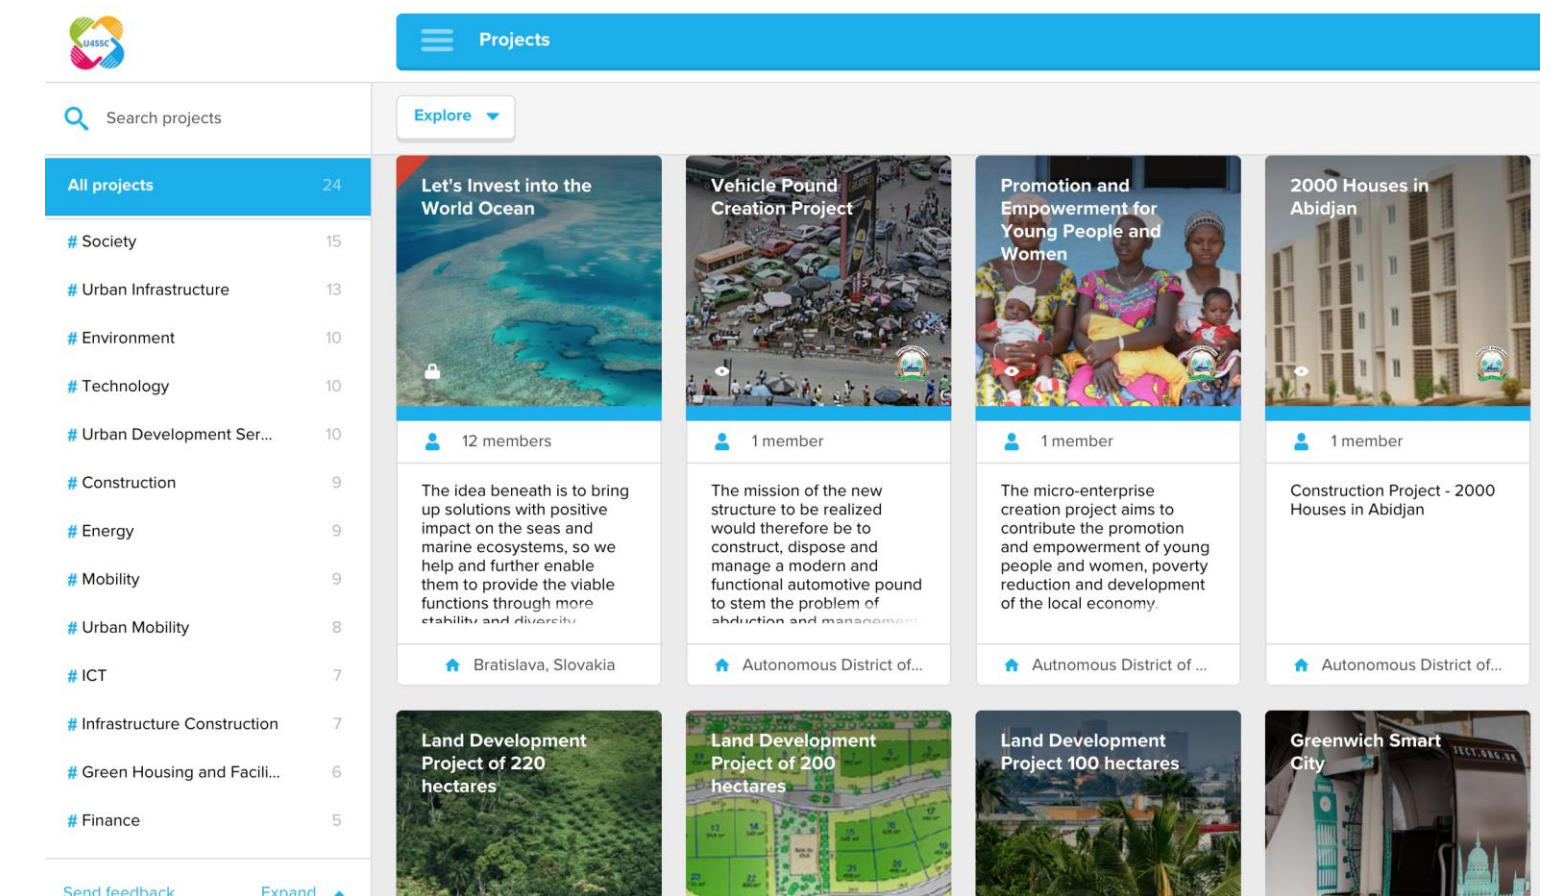 U4SSC
Projects
Search projects
Explore
All projects 24
# Society 15
# Urban Infrastructure 13
# Environment 10
# Technology 10
# Urban Development Ser... 10
# Construction 9
# Energy 9
# Mobility 9
# Urban Mobility 8
# ICT 7
# Infrastructure Construction 7
# Green Housing and Facili... 6
# Finance 5
Send feedback Expand
Let's Invest into the
World Ocean
12 members
The idea beneath is to bring
up solutions with positive
impact on the seas and
marine ecosystems, so we
help and further enable
them to provide the viable
functions through more
stability and diversity
Bratislava, Slovakia
Vehicle Pound
Creation Project
1 member
The mission of the new
structure to be realized
would therefore be to
construct, dispose and
manage a modern and
functional automotive pound
to stem the problem of
abduction and management
Autonomous District of...
Promotion and
Empowerment for
Young People and
Women
1 member
The micro-enterprise
creation project aims to
contribute the promotion
and empowerment of young
people and women, poverty
reduction and development
of the local economy.
Autnomous District of ...
2000 Houses in
Abidjan
1 member
Construction Project - 2000
Houses in Abidjan
Autonomous District of...
Land Development
Project of 220
hectares
Land Development
Project of 200
hectares
Land Development
Project 100 hectares
Greenwich Smart
City